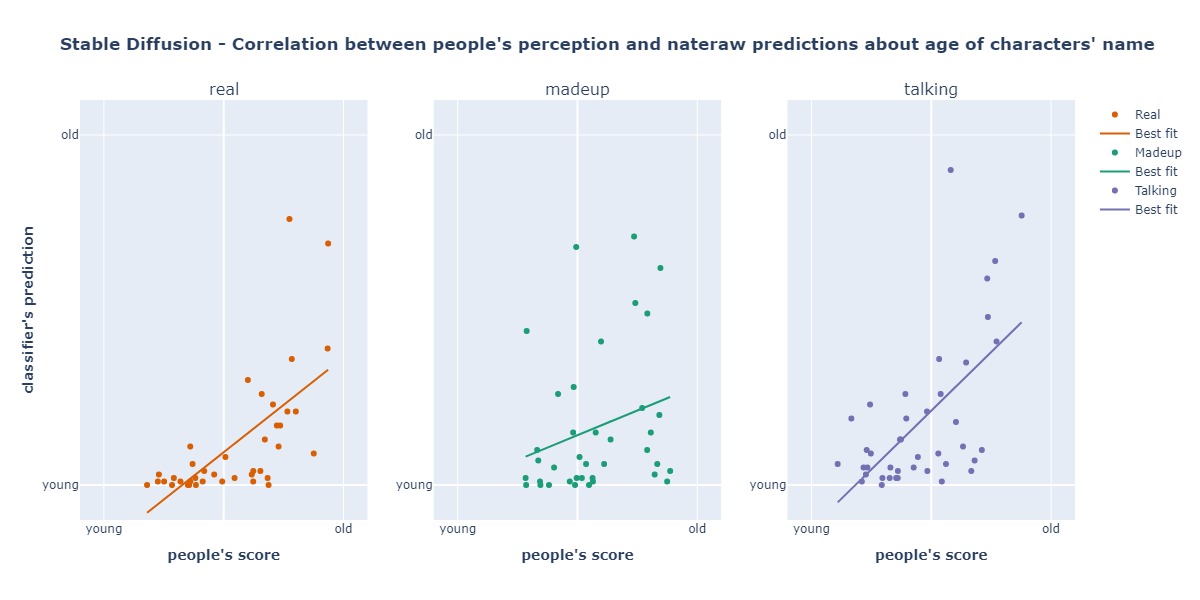 Stable Diffusion - Correlation between people's perception and nateraw predictions about age of characters' name
real
madeup
talking
old
young
classifier's prediction
young
old
people's score
old
young
young
old
people's score
old
young
young
old
people's score
Real
Best fit
Madeup
Best fit
Talking
Best fit